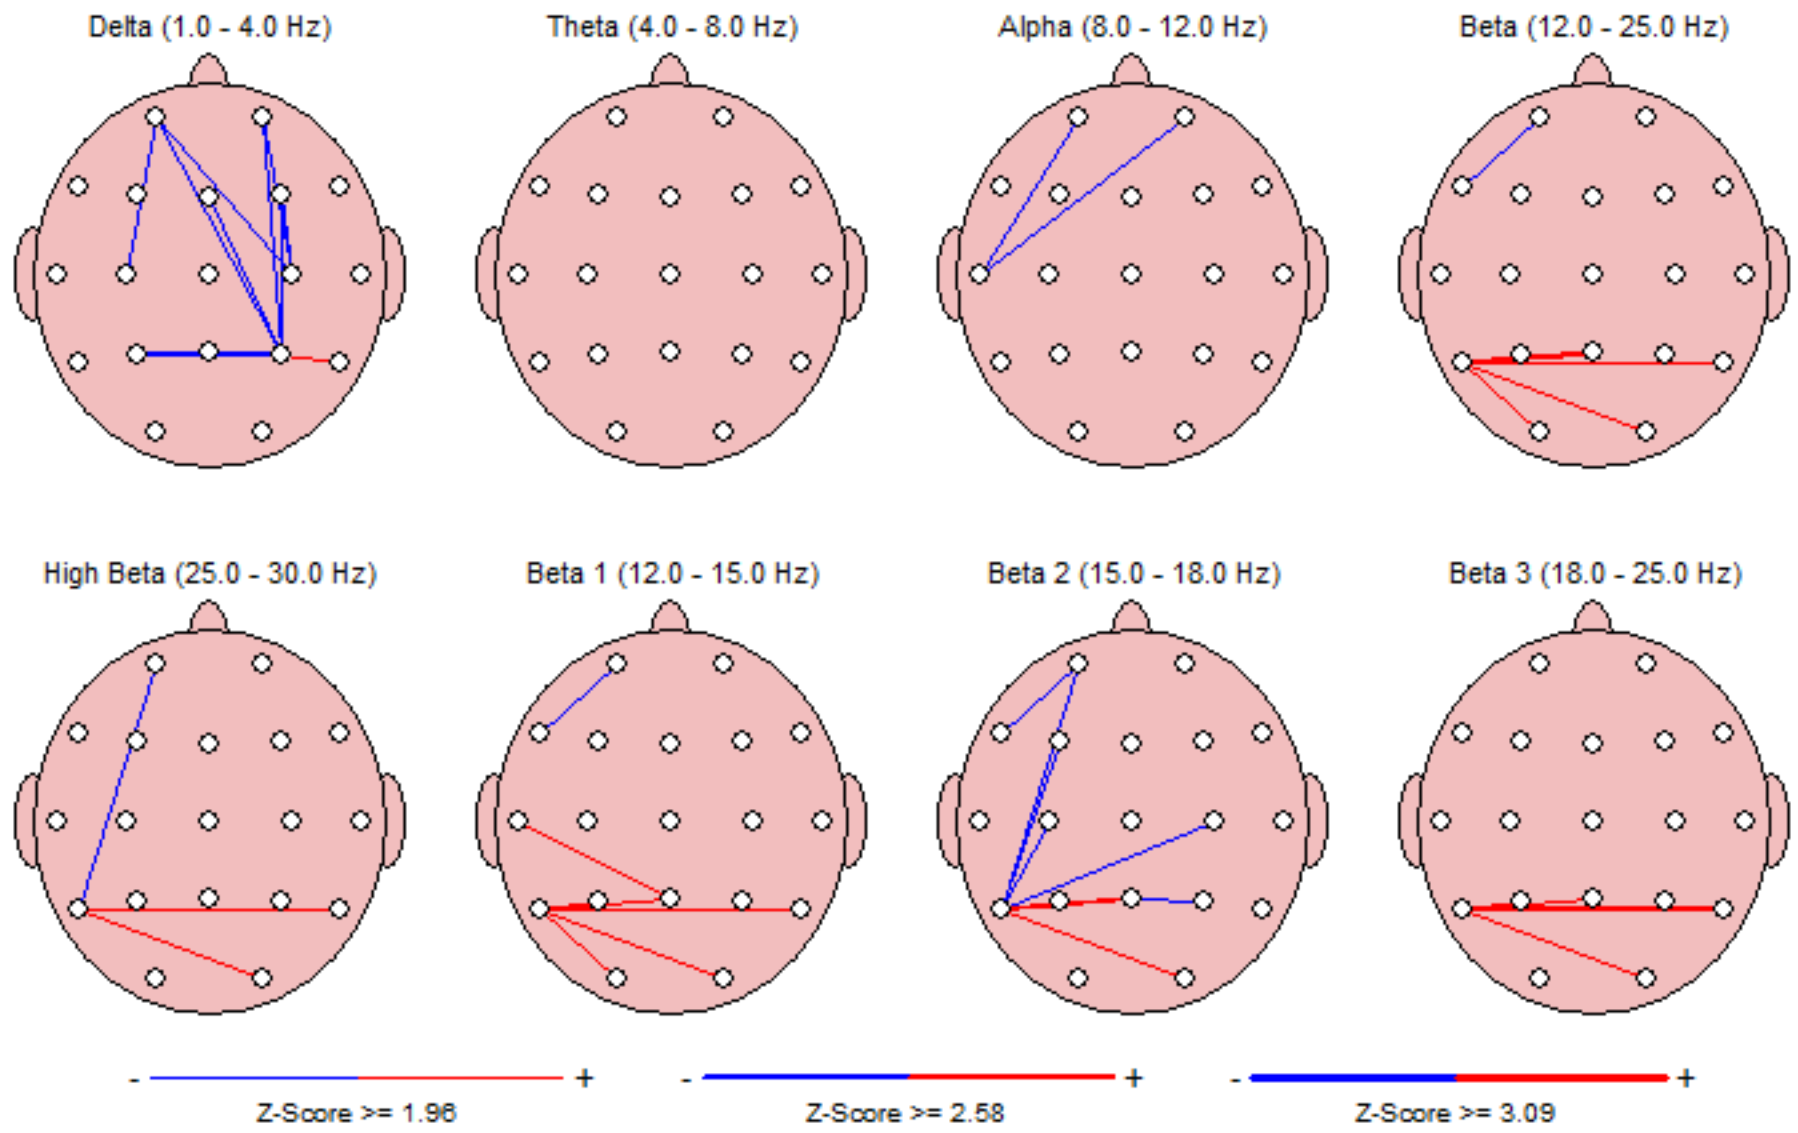 Delta (1.0 - 4.0 Hz)
Theta (4.0 - 8.0 Hz)
Alpha (8.0 - 12.0 Hz)
Beta (12.0 - 25.0 Hz)
High Beta (25.0 - 30.0 Hz)
Beta 1 (12.0 - 15.0 Hz)
Beta 2 (15.0 - 18.0 Hz)
Beta 3 (18.0 - 25.0 Hz)
- +
- +
- +
Z-Score >= 1.96
Z-Score >= 2.58
Z-Score >= 3.09